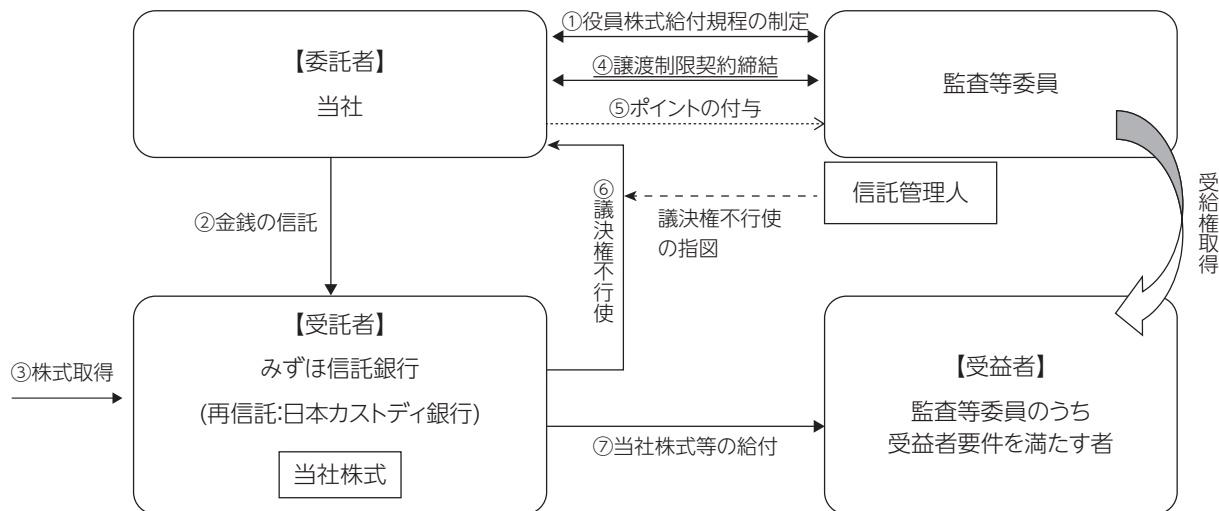 ①役員株式給付規程の制定
【委託者】
当社
④譲渡制限契約締結
監査等委員
⑤ポイントの付与
信託管理人
②金銭の信託
⑥議決権不行使
議決権不行使
の指図
受給権取得
③株式取得
【受託者】
みずほ信託銀行
(再信託:日本カストディ銀行)
当社株式
⑦当社株式等の給付
【受益者】
監査等委員のうち
受益者要件を満たす者